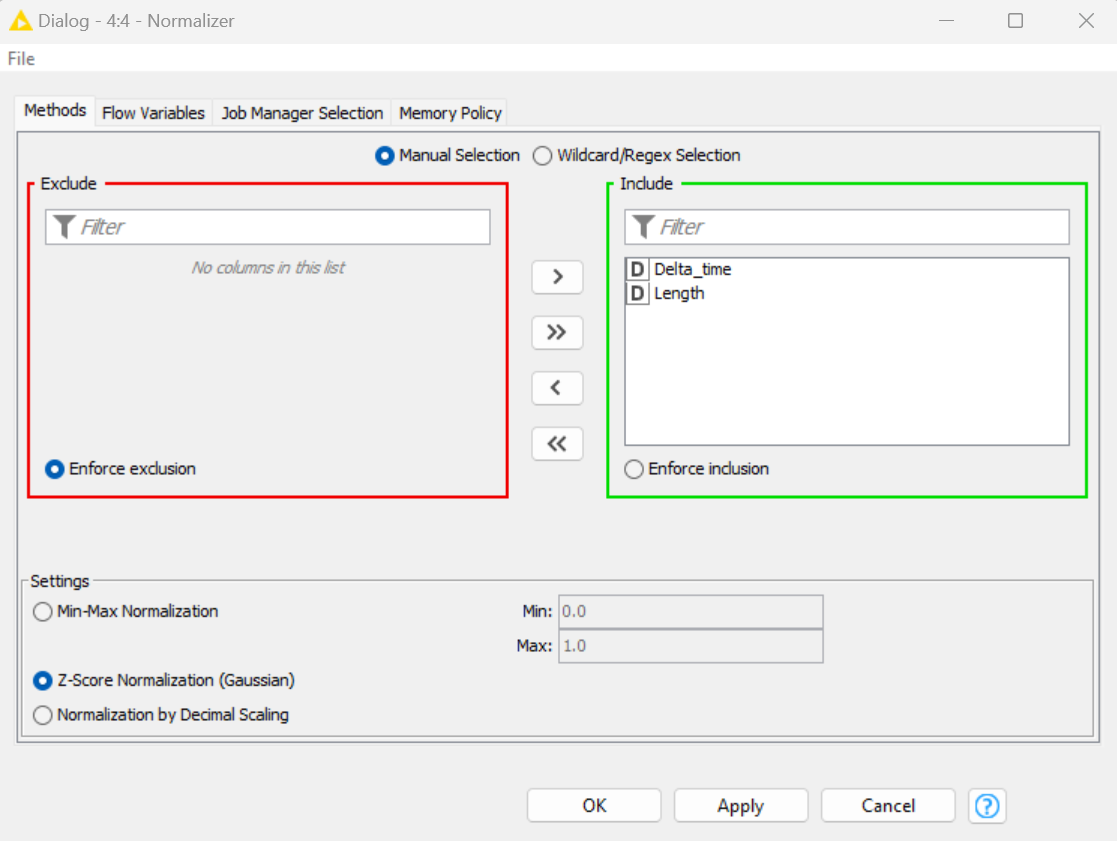 Dialog - 4:4 - Normalizer
File
Methods Flow Variables Job Manager Selection Memory Policy
Manual Selection Wildcard/Regex Selection
Exclude
Filter
No columns in this list
Enforce exclusion
>
>>
<
<<
Include
Filter
D Delta_time
D Length
Enforce inclusion
Settings
Min-Max Normalization Min: 0.0
Max: 1.0
Z-Score Normalization (Gaussian)
Normalization by Decimal Scaling
OK Apply Cancel ?